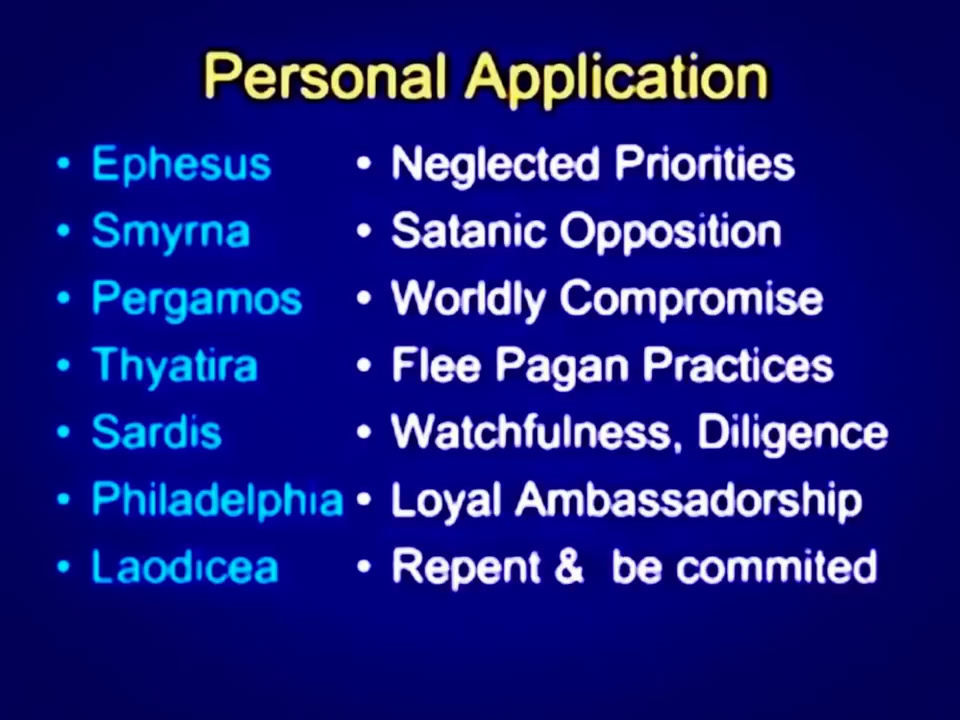 Personal Application
• Ephesus • Neglected Priorities
• Smyrna • Satanic Opposition
• Pergamos • Worldly Compromise
• Thyatira • Flee Pagan Practices
• Sardis • Watchfulness, Diligence
• Philadelphia • Loyal Ambassadorship
• Laodicea • Repent & be commited